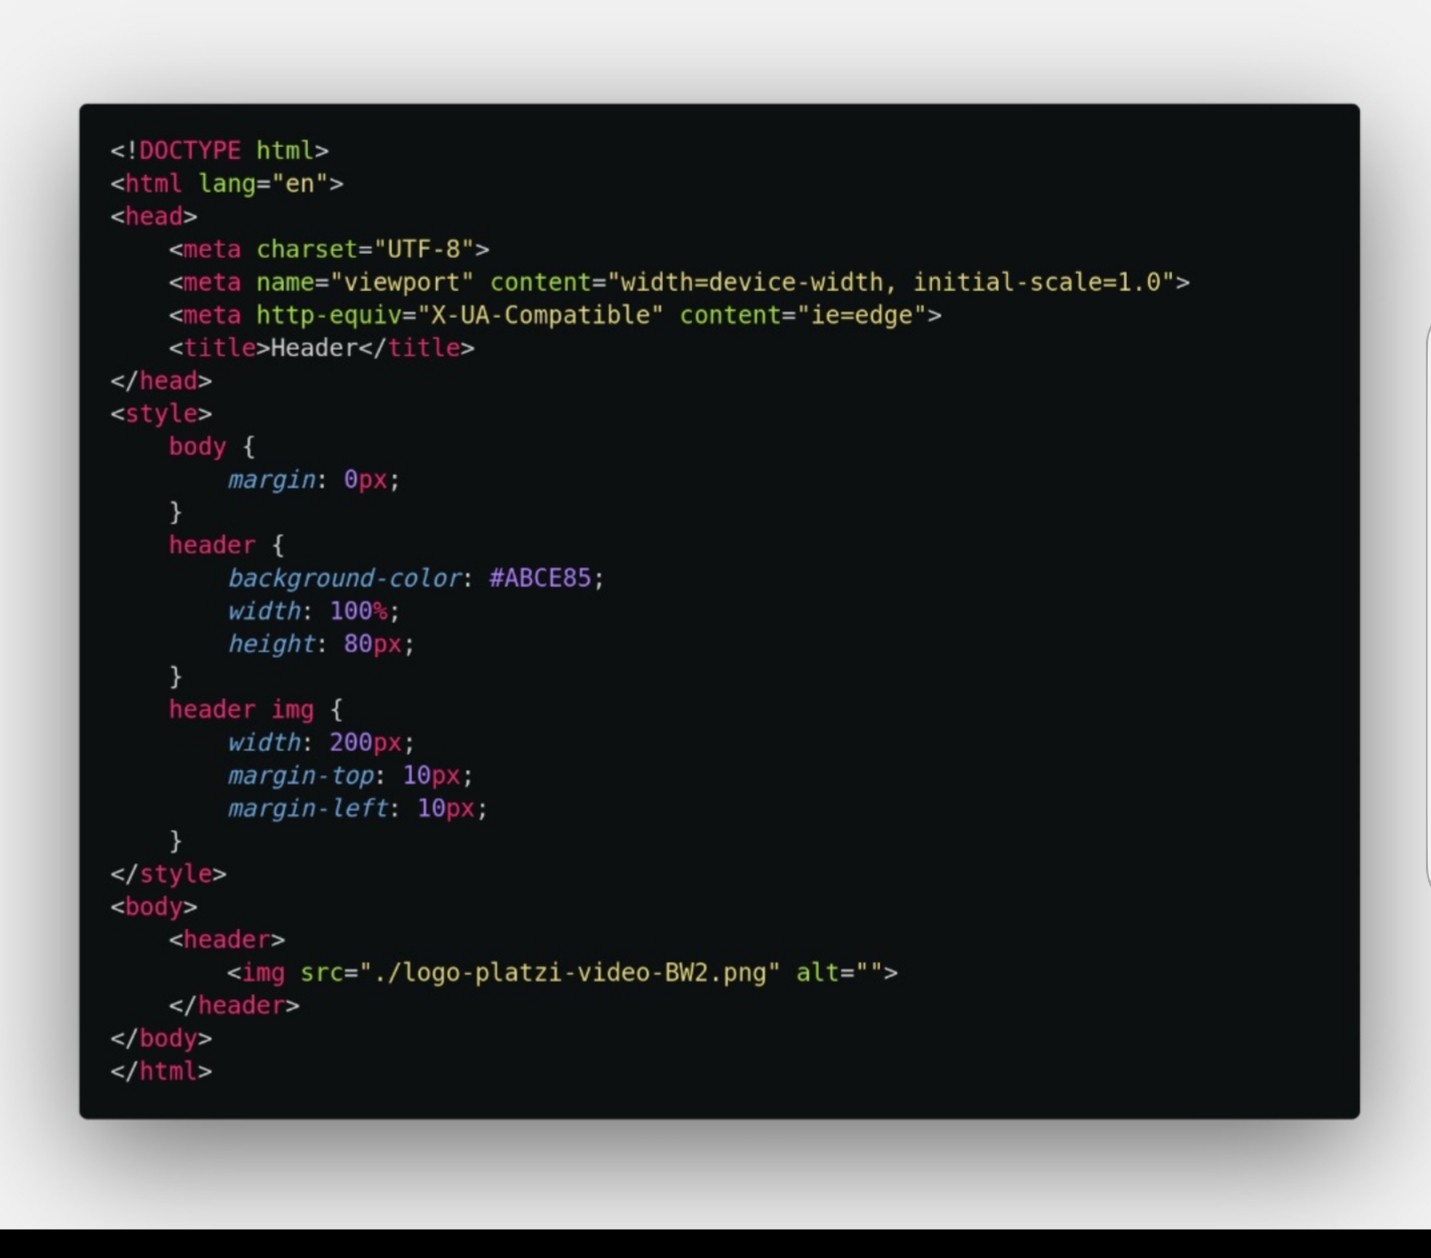 <!DOCTYPE html>
<html lang="en">
<head>
    <meta charset="UTF-8">
    <meta name="viewport" content="width=device-width, initial-scale=1.0">
    <meta http-equiv="X-UA-Compatible" content="ie=edge">
    <title>Header</title>
</head>
<style>
    body {
        margin: 0px;
    }
    header {
        background-color: #ABCE85;
        width: 100%;
        height: 80px;
    }
    header img {
        width: 200px;
        margin-top: 10px;
        margin-left: 10px;
    }
</style>
<body>
    <header>
        <img src="./logo-platzi-video-BW2.png" alt="">
    </header>
</body>
</html>